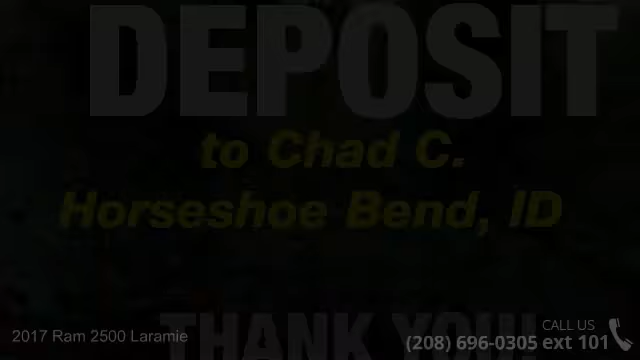 DEPOSIT
to Chad C.
Horseshoe Bend, ID
THANK YOU!
CALL US
2017 Ram 2500 Laramie
(208) 696-0305 ext 101